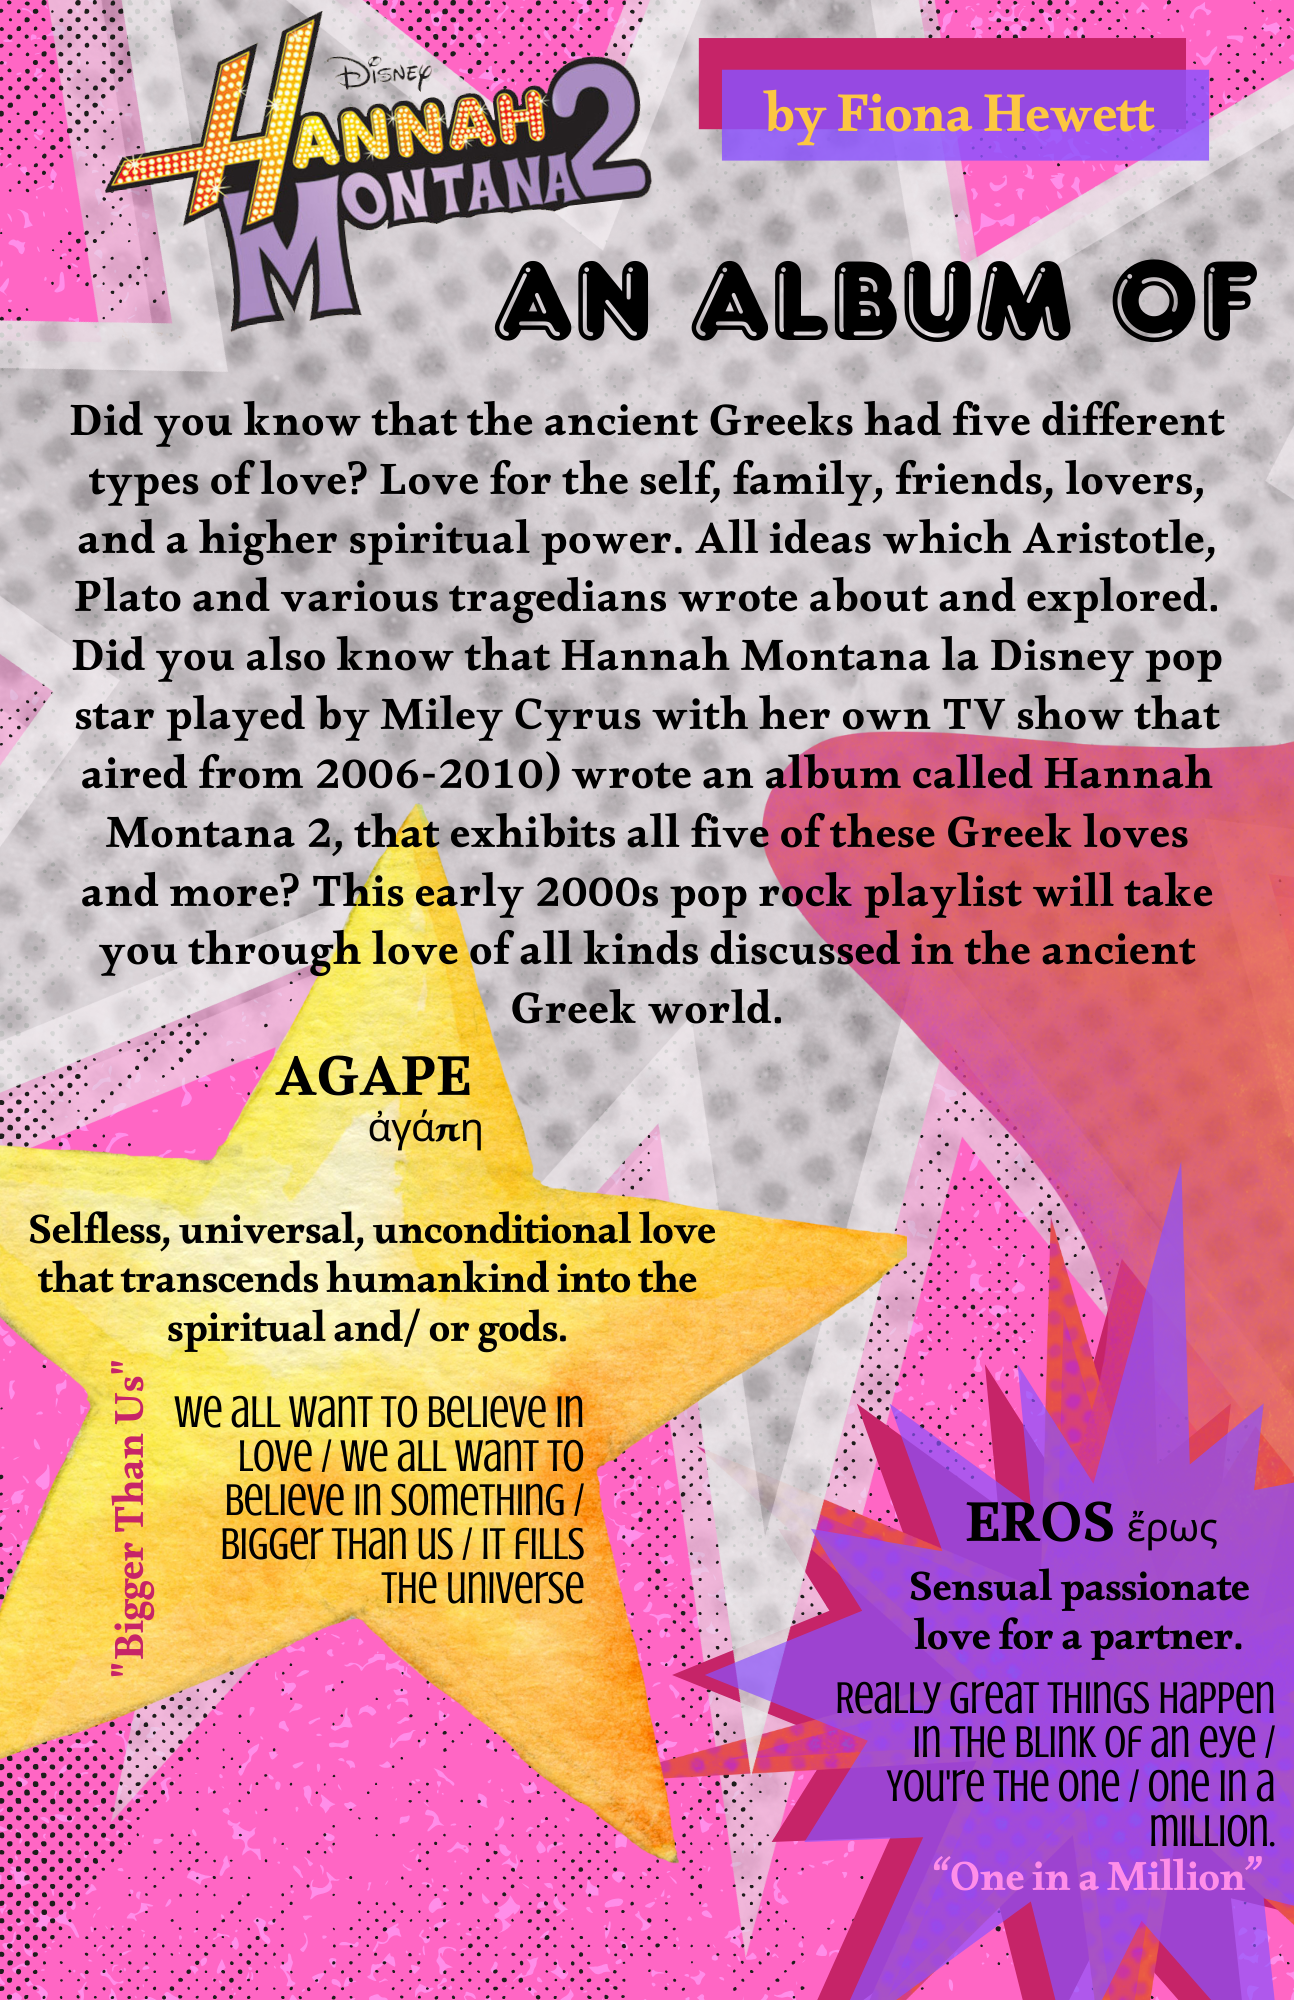 DISNEY
HANNAH
MONTANA 2
by Fiona Hewett
AN ALBUM OF
Did you know that the ancient Greeks had five different
types of love? Love for the self, family, friends, lovers,
and a higher spiritual power. All ideas which Aristotle,
Plato and various tragedians wrote about and explored.
Did you also know that Hannah Montana la Disney pop
star played by Miley Cyrus with her own TV show that
aired from 2006-2010) wrote an album called Hannah
Montana 2, that exhibits all five of these Greek loves
and more? This early 2000s pop rock playlist will take
you through love of all kinds discussed in the ancient
Greek world.
AGAPE
ἀγάπη
Selfless, universal, unconditional love
that transcends humankind into the
spiritual and/ or gods.
"Bigger Than Us"
We all want to believe in
love / We all want to
believe in something /
Bigger than us / It fills
the universe
EROS ἔρως
Sensual passionate
love for a partner.
Really great things happen
in the blink of an eye /
You're the one / One in a
million.
“One in a Million”